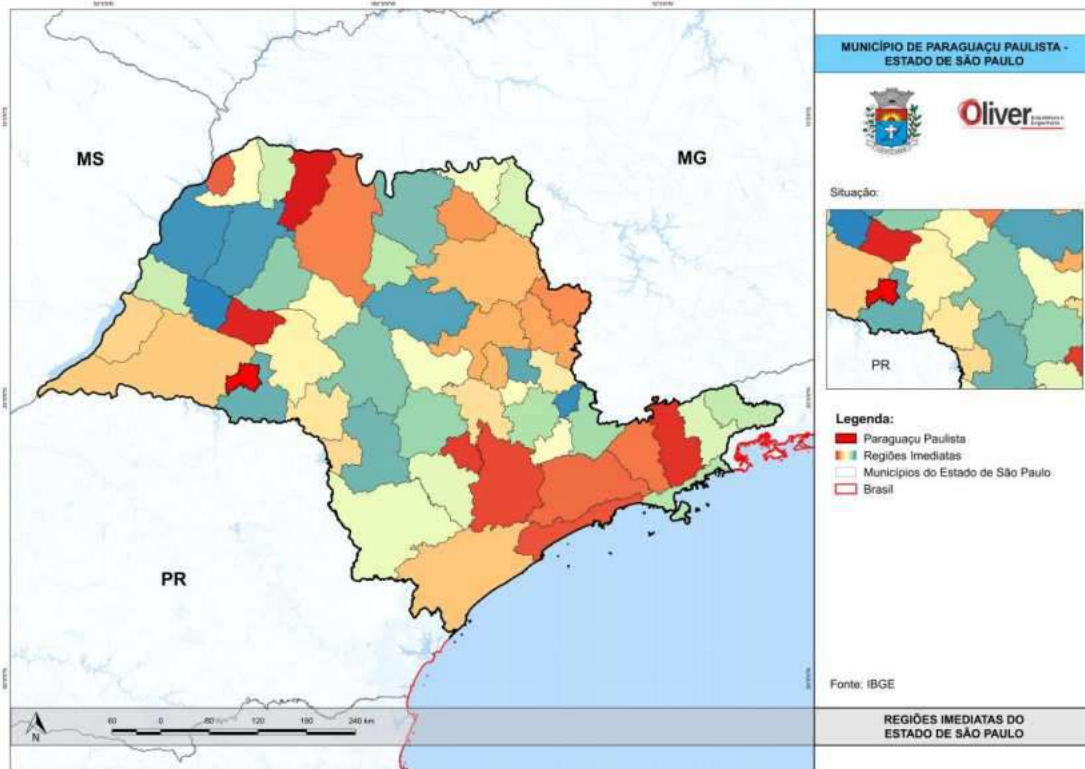 MS
MG
PR
60 0 60 120 180 240 km
N
MUNICÍPIO DE PARAGUAÇU PAULISTA -
ESTADO DE SÃO PAULO
Oliver
Situação:
PR
Legenda:
Paraguaçu Paulista
Regiões Imediatas
Municípios do Estado de São Paulo
Brasil
Fonte: IBGE
REGIÕES IMEDIATAS DO
ESTADO DE SÃO PAULO